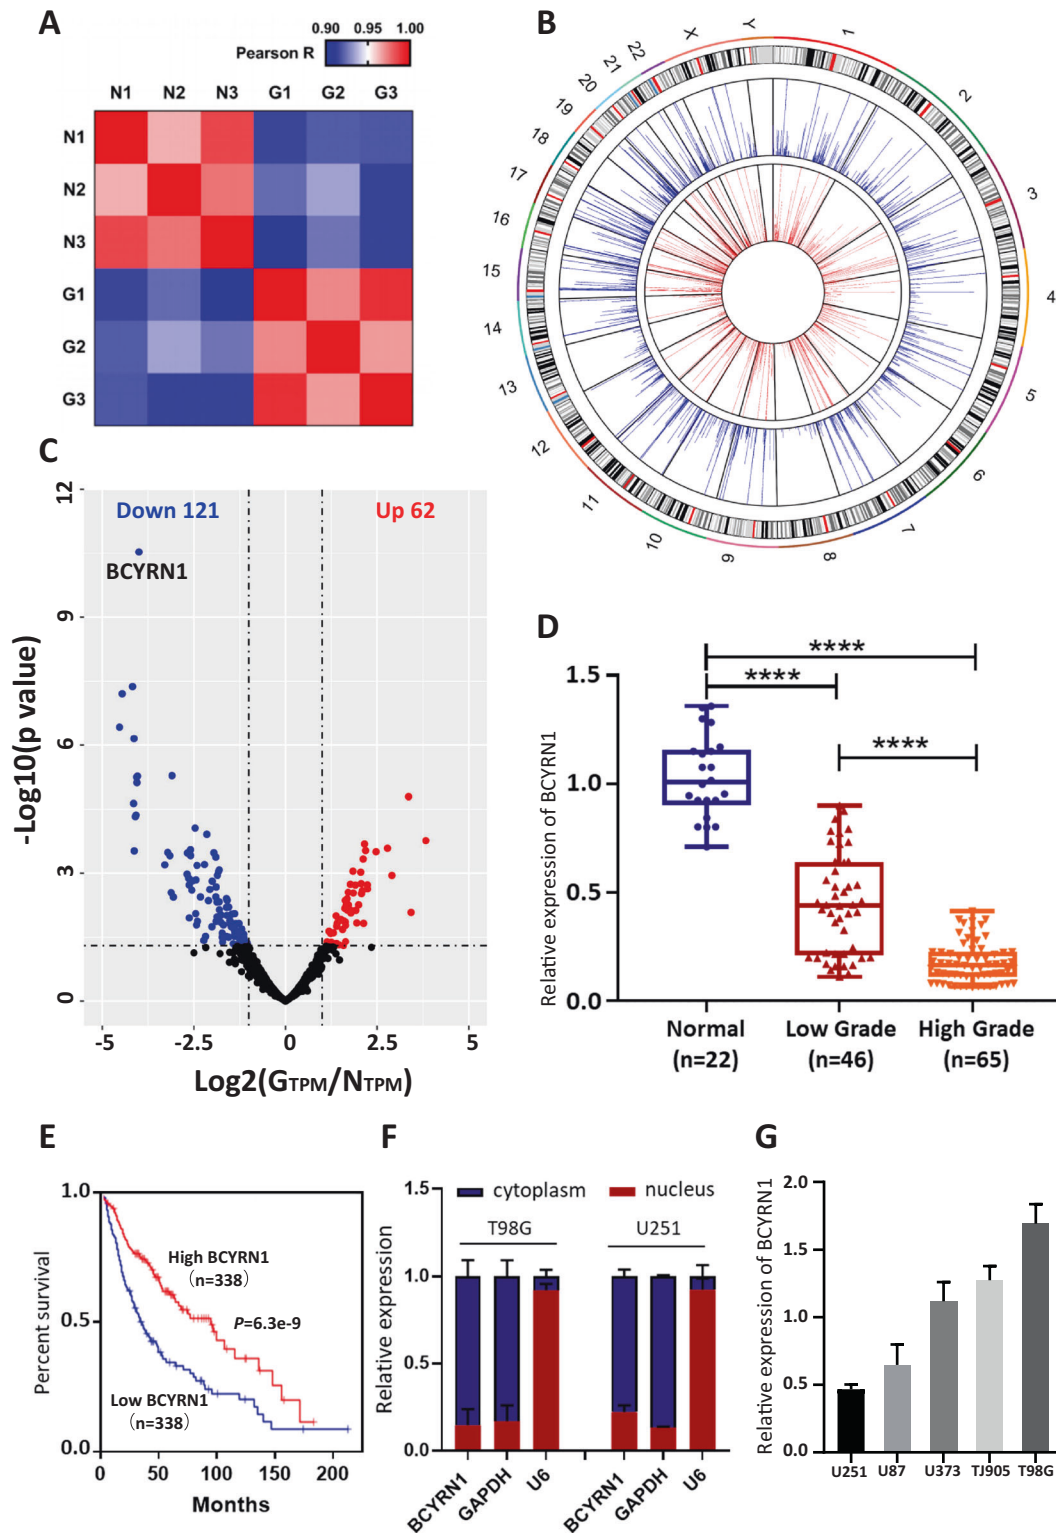 A
Pearson R
0.90 0.95 1.00
N1 N2 N3 G1 G2 G3
N1
N2
N3
G1
G2
G3
B
1
2
3
4
5
6
7
8
9
10
11
12
13
14
15
16
17
18
19
20
21
22
X
Y
C
Down 121
Up 62
BCYRN1
-Log10(p value)
12
9
6
3
0
-5 -2.5 0 2.5 5
Log2(GTPM/NTPM)
D
****
****
****
Relative expression of BCYRN1
1.5
1.0
0.5
0.0
Normal Low Grade High Grade
(n=22) (n=46) (n=65)
E
Percent survival
1.0
0.5
0.0
High BCYRN1
(n=338)
P=6.3e-9
Low BCYRN1
(n=338)
0 50 100 150 200
Months
F
Relative expression
1.5
1.0
0.5
0.0
cytoplasm nucleus
T98G U251
BCYRN1 GAPDH U6 BCYRN1 GAPDH U6
G
Relative expression of BCYRN1
2.0
1.5
1.0
0.5
0.0
U251 U87 U373 TJ905 T98G